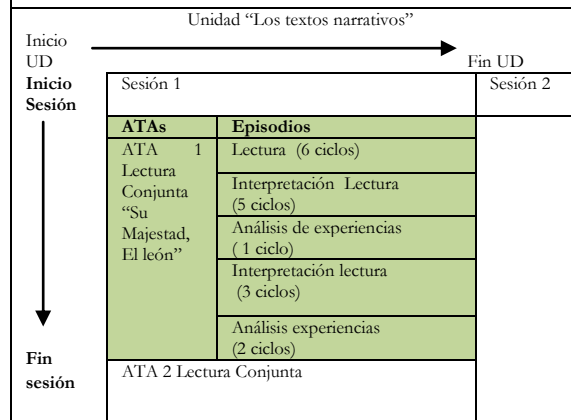 Unidad “Los textos narrativos”
Inicio
UD
Fin UD
Inicio
Sesión
Sesión 1
Sesión 2
ATAs
Episodios
ATA 1
Lectura
Conjunta
“Su
Majestad,
El león”
Lectura (6 ciclos)
Interpretación Lectura
(5 ciclos)
Análisis de experiencias
( 1 ciclo)
Interpretación lectura
(3 ciclos)
Análisis experiencias
(2 ciclos)
Fin
sesión
ATA 2 Lectura Conjunta